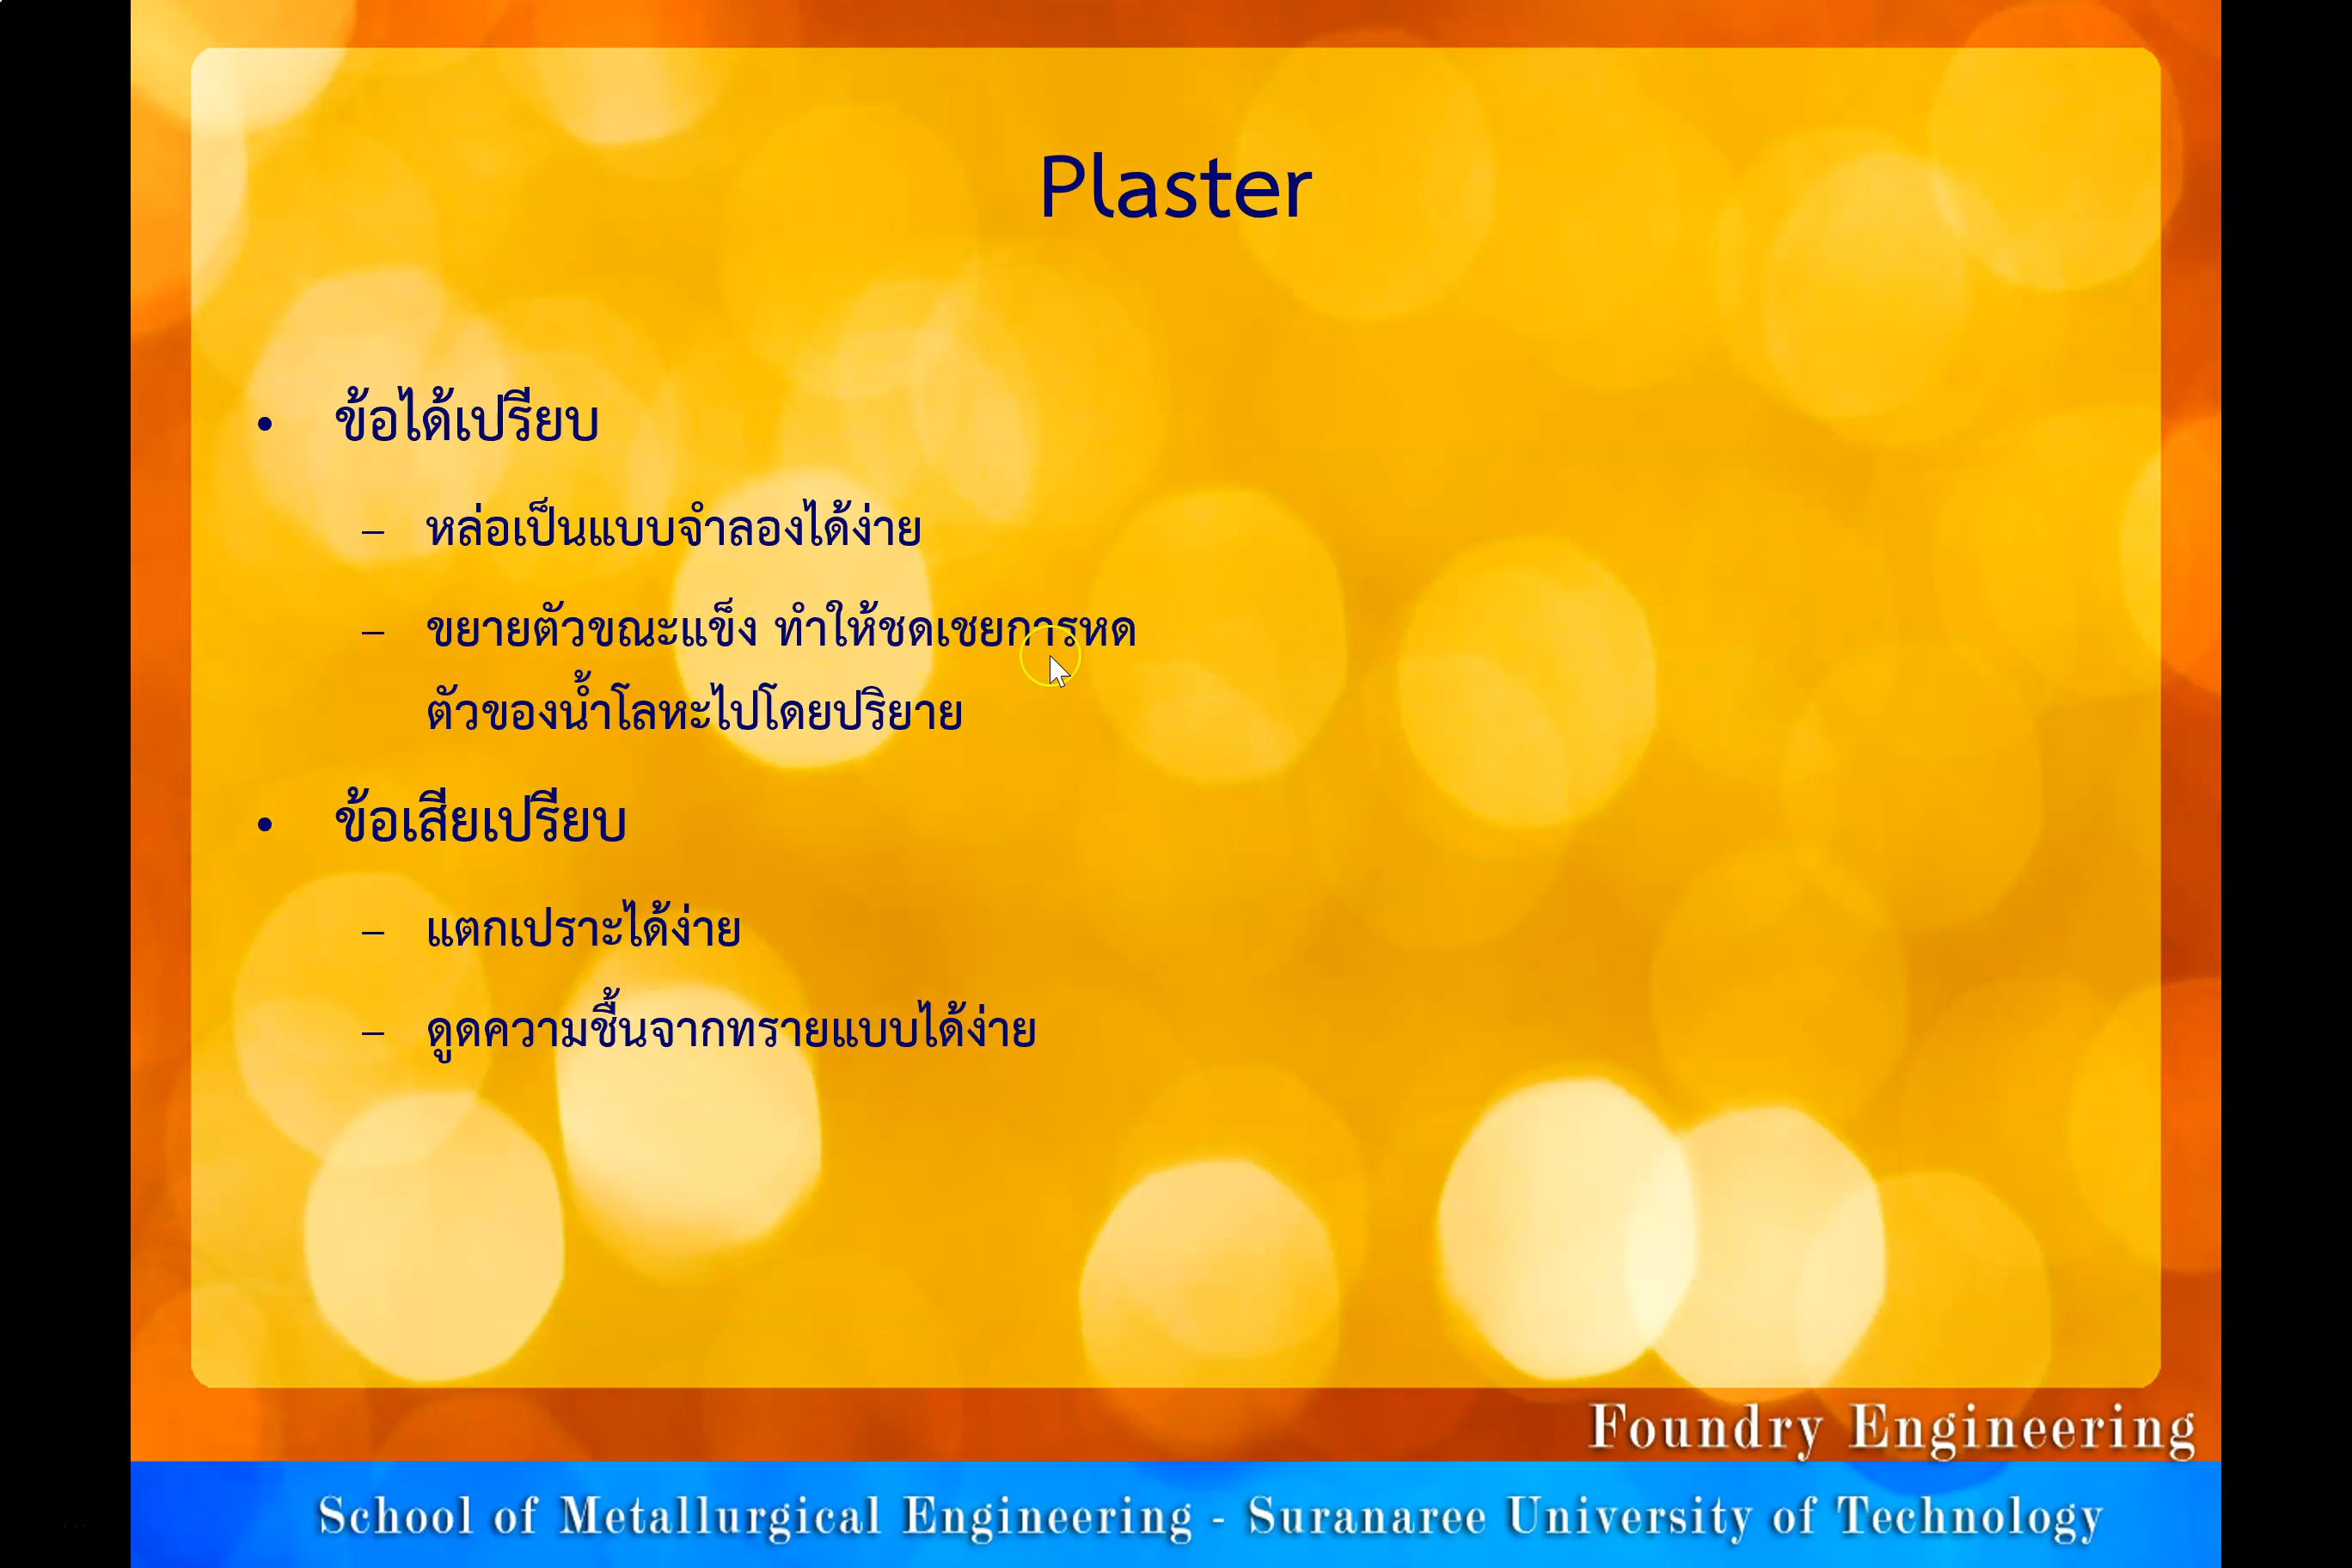 Plaster
• ข้อได้เปรียบ
– หล่อเป็นแบบจำลองได้ง่าย
– ขยายตัวขณะแข็ง ทำให้ชดเชยการหด
ตัวของน้ำโลหะไปโดยปริยาย
• ข้อเสียเปรียบ
– แตกเปราะได้ง่าย
– ดูดความชื้นจากทรายแบบได้ง่าย
Foundry Engineering
School of Metallurgical Engineering - Suranaree University of Technology